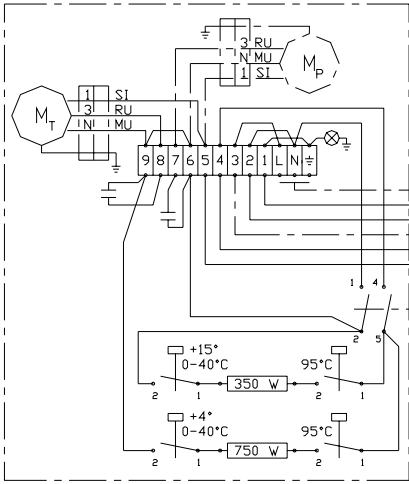 3 RU
N MU
1 SI
MP
MT
1 SI
3 RU
N MU
9 8 7 6 5 4 3 2 1 L N
1 4
2 5
+15°
0-40°C
95°C
350 W
2 1 2 1
+4°
0-40°C
95°C
750 W
2 1 2 1